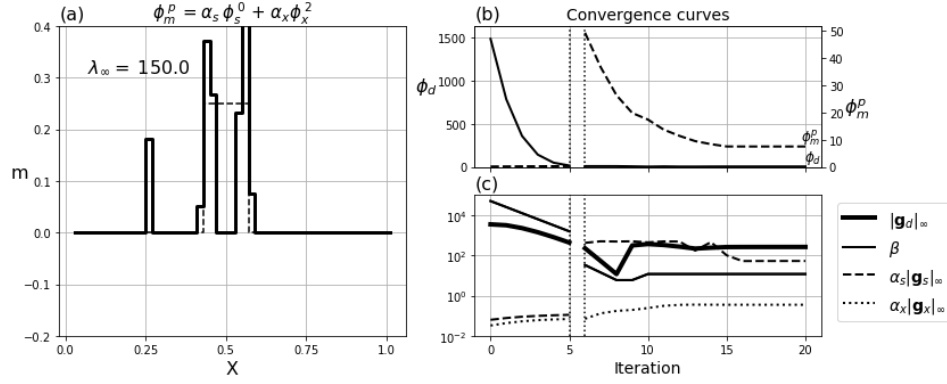 (a)
ϕ_m^p = α_s ϕ_s^0 + α_x ϕ_x^2
λ_∞ = 150.0
0.4
0.3
0.2
0.1
0.0
-0.1
-0.2
m
0.0 0.25 0.5 0.75 1.0
X
(b) Convergence curves
1500
1000
500
0
ϕ_d
50
40
30
20
10
0
ϕ_m^p
ϕ_m^p
ϕ_d
(c)
10^4
10^2
10^0
10^-2
0 5 10 15 20
Iteration
|g_d|_∞
β
α_s|g_s|_∞
α_x|g_x|_∞